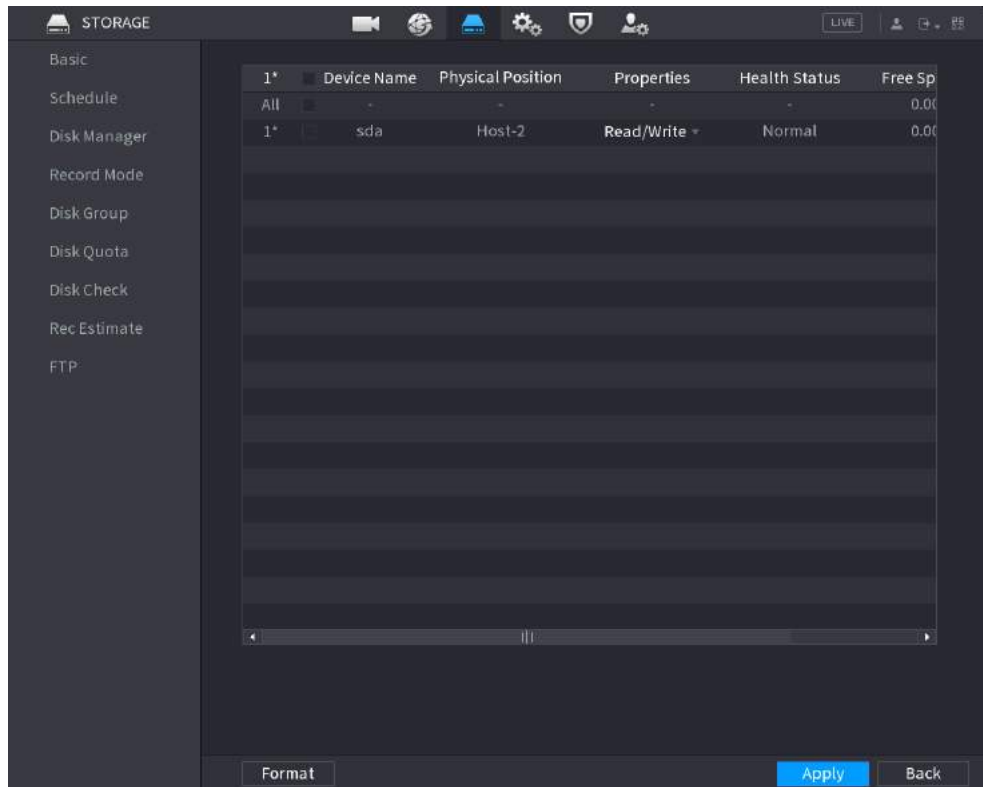 STORAGE LIVE
Basic
Schedule
Disk Manager
Record Mode
Disk Group
Disk Quota
Disk Check
Rec Estimate
FTP
1* Device Name Physical Position Properties Health Status Free Sp
All - - - - 0.00
1* sda Host-2 Read/Write Normal 0.00
Format Apply Back